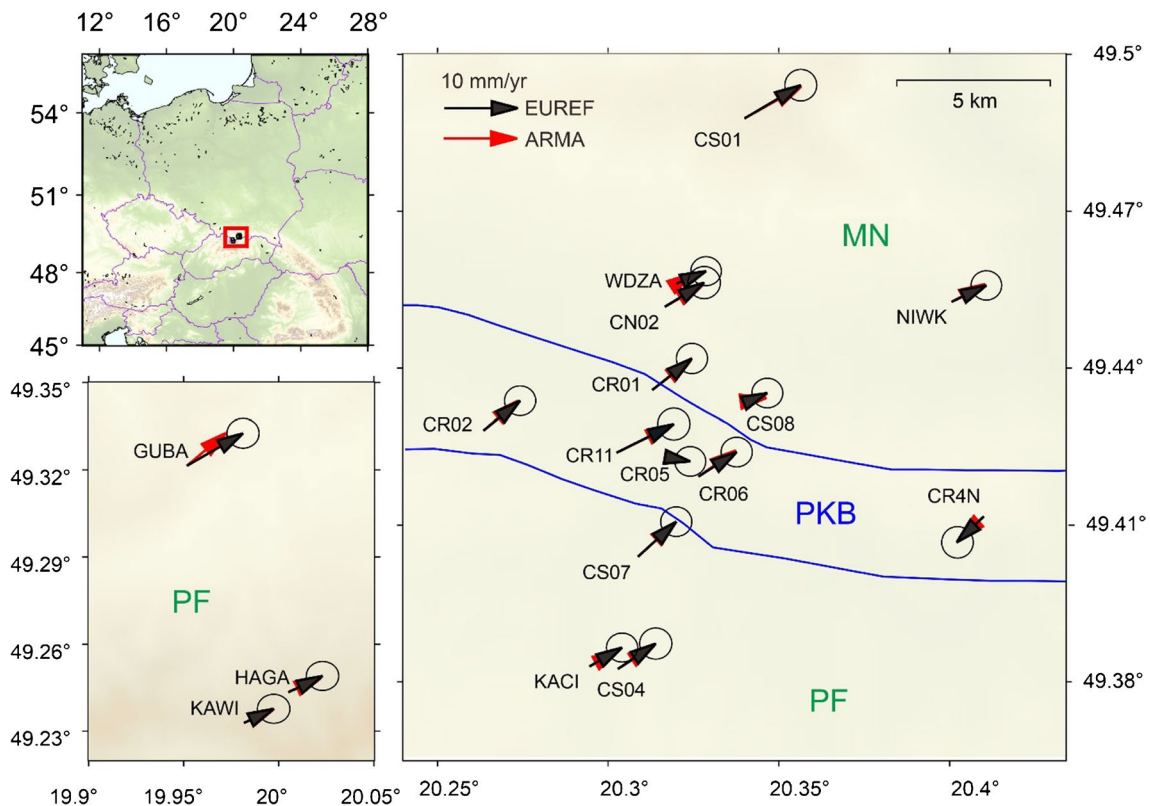 12° 16° 20° 24° 28°
54°
51°
48°
45°
10 mm/yr
EUREF
ARMA
5 km
CS01
MN
WDZA
CN02
NIWK
CR01
CR02
CS08
CR11
CR05
CR06
CR4N
PKB
CS07
KACI
CS04
PF
49.5°
49.47°
49.44°
49.41°
49.38°
20.25° 20.3° 20.35° 20.4°
49.35°
49.32°
49.29°
49.26°
49.23°
GUBA
PF
HAGA
KAWI
19.9° 19.95° 20° 20.05°